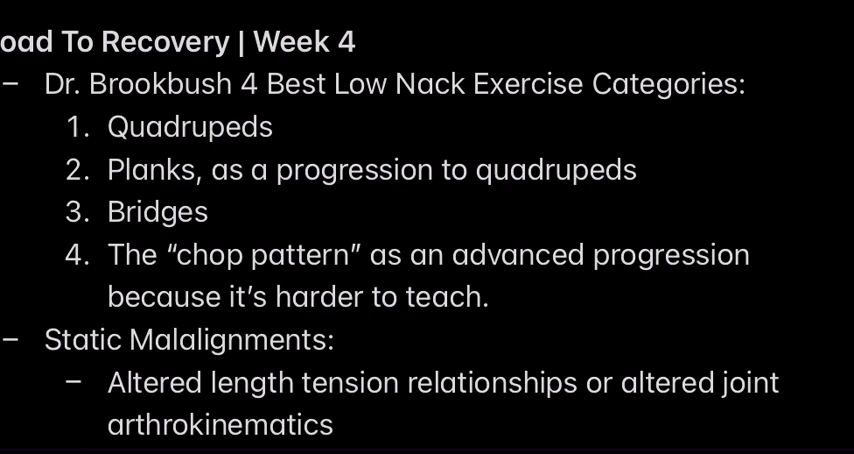 oad To Recovery | Week 4
– Dr. Brookbush 4 Best Low Nack Exercise Categories:
1. Quadrupeds
2. Planks, as a progression to quadrupeds
3. Bridges
4. The “chop pattern” as an advanced progression
because it’s harder to teach.
– Static Malalignments:
– Altered length tension relationships or altered joint
arthrokinematics